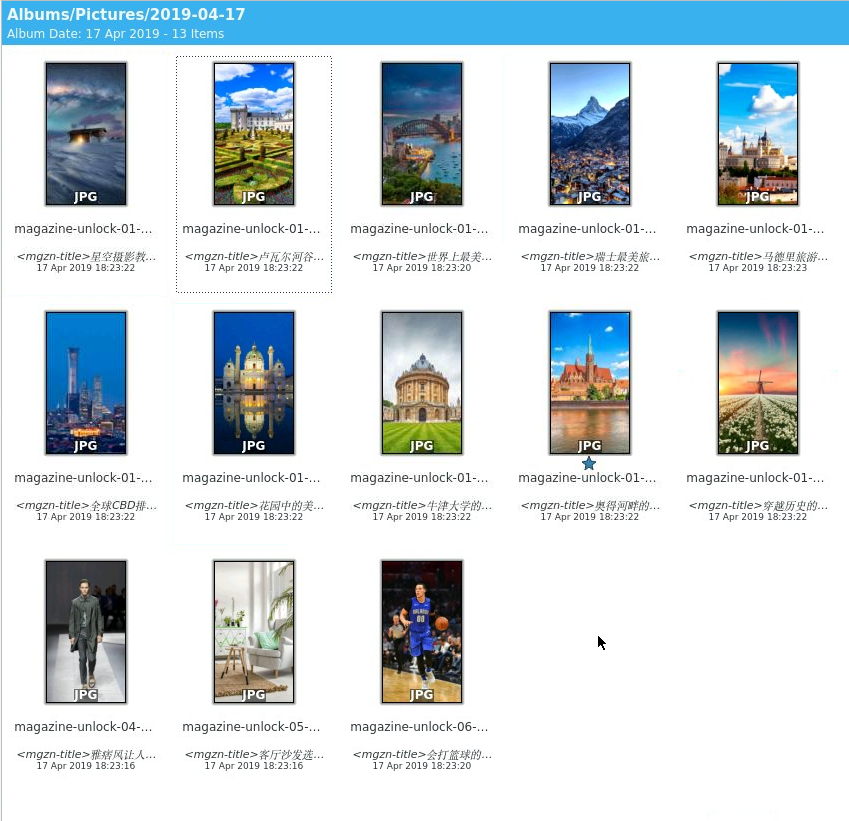 Albums/Pictures/2019-04-17
Album Date: 17 Apr 2019 - 13 Items
JPG JPG JPG JPG JPG
magazine-unlock-01-... magazine-unlock-01-... magazine-unlock-01-... magazine-unlock-01-... magazine-unlock-01-...
<mgzn-title>星空摄影教... <mgzn-title>卢瓦尔河谷... <mgzn-title>世界上最美... <mgzn-title>瑞士最美旅... <mgzn-title>马德里旅游...
17 Apr 2019 18:23:22 17 Apr 2019 18:23:22 17 Apr 2019 18:23:20 17 Apr 2019 18:23:22 17 Apr 2019 18:23:23
JPG JPG JPG JPG JPG
magazine-unlock-01-... magazine-unlock-01-... magazine-unlock-01-... magazine-unlock-01-... magazine-unlock-01-...
<mgzn-title>全球CBD排... <mgzn-title>花园中的美... <mgzn-title>牛津大学的... <mgzn-title>奥得河畔的... <mgzn-title>穿越历史的...
17 Apr 2019 18:23:22 17 Apr 2019 18:23:22 17 Apr 2019 18:23:22 17 Apr 2019 18:23:22 17 Apr 2019 18:23:22
JPG JPG JPG
magazine-unlock-04-... magazine-unlock-05-... magazine-unlock-06-...
<mgzn-title>雅痞风让人... <mgzn-title>客厅沙发选... <mgzn-title>会打篮球的...
17 Apr 2019 18:23:16 17 Apr 2019 18:23:16 17 Apr 2019 18:23:20